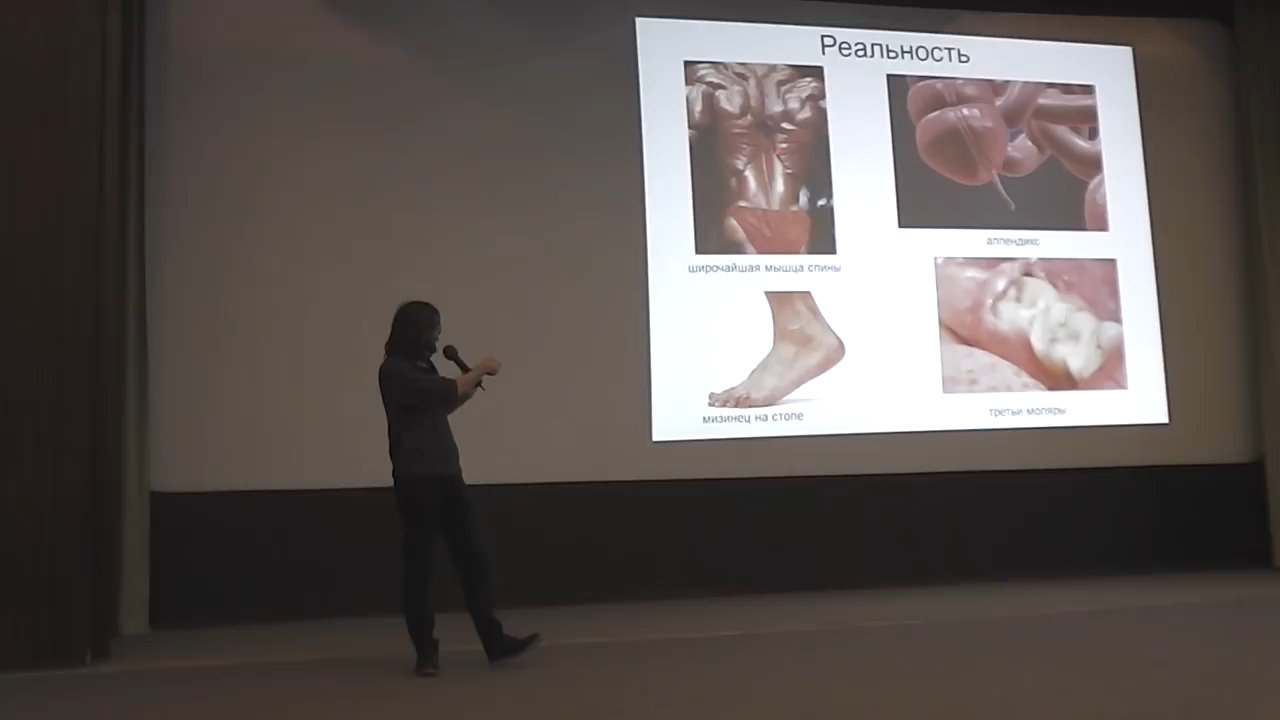 Реальность
широчайшая мышца спины
аппендикс
мизинец на стопе
третьи моляры